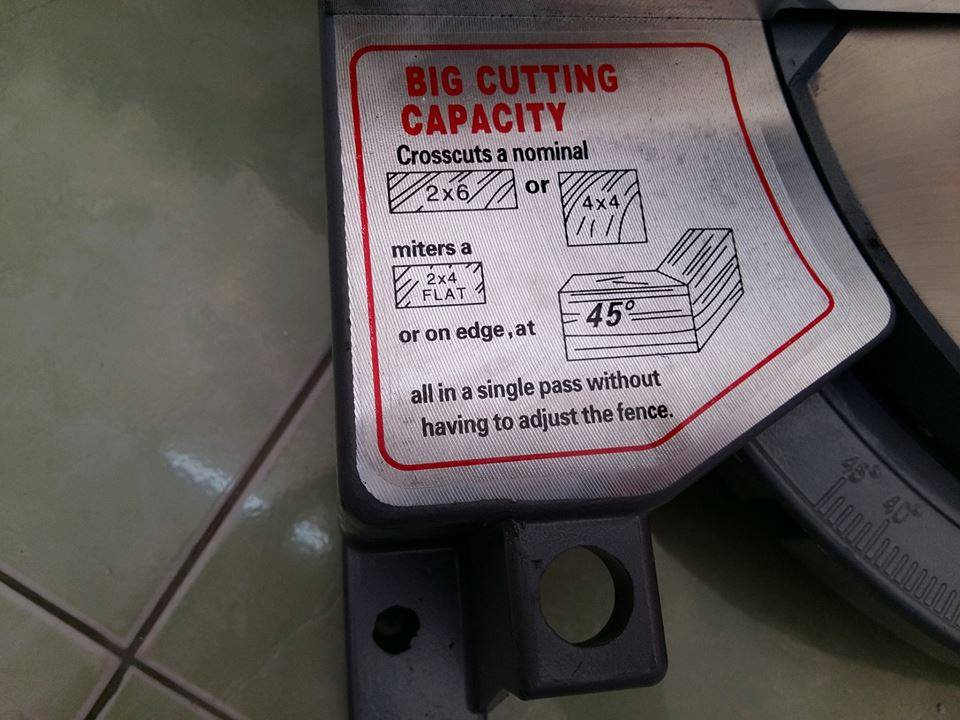 BIG CUTTING
CAPACITY
Crosscuts a nominal
2x6 or 4x4
miters a
2x4
FLAT
45°
or on edge, at
all in a single pass without
having to adjust the fence.
45°
40°